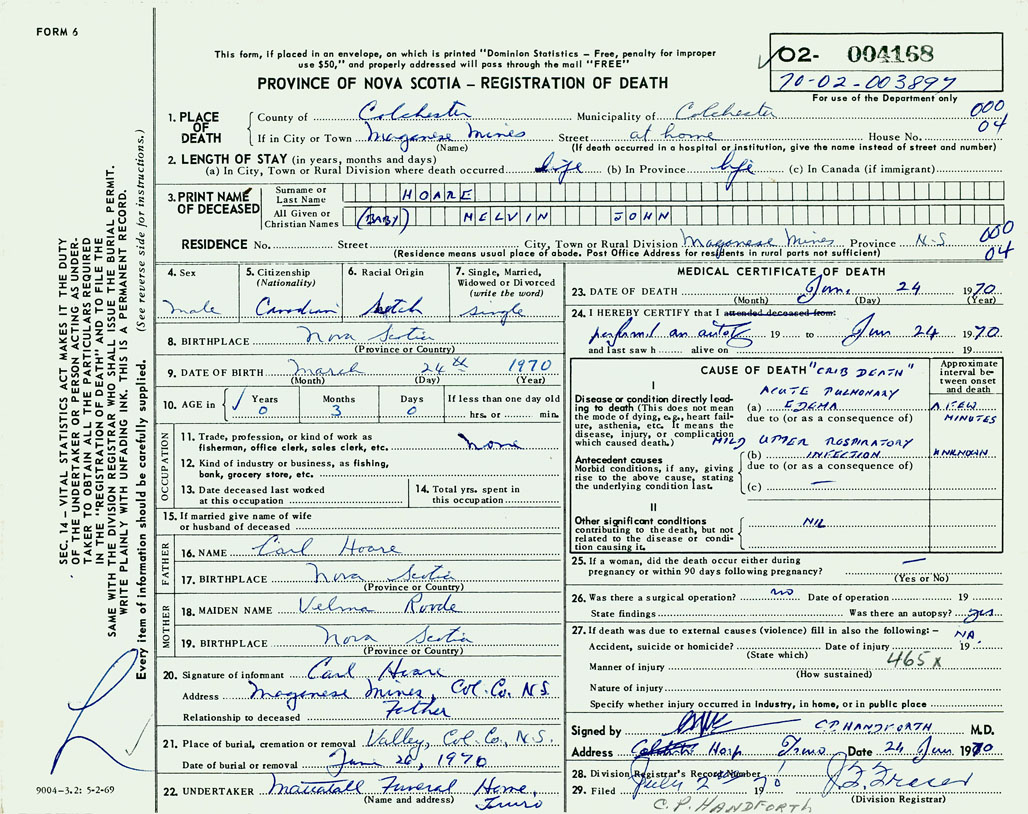 FORM 6
This form, if placed in an envelope, on which is printed "Dominion Statistics – Free, penalty for improper
use $50," and properly addressed will pass through the mail "FREE"
PROVINCE OF NOVA SCOTIA – REGISTRATION OF DEATH
O2- 004168
70-02-003897
For use of the Department only
1. PLACE OF DEATH
County of Colchester Municipality of Colchester 000
If in City or Town Maganese Mines Street at home House No. 04
(Name) (If death occurred in a hospital or institution, give the name instead of street and number)
2. LENGTH OF STAY (in years, months and days)
(a) In City, Town or Rural Division where death occurred life (b) In Province life (c) In Canada (if immigrant)
3. PRINT NAME OF DECEASED
Surname or Last Name HOARE
All Given or Christian Names (BABY) MELVIN JOHN
RESIDENCE No. Street City, Town or Rural Division Maganese Mines Province N.S. 000
(Residence means usual place of abode. Post Office Address for residents in rural parts not sufficient) 04
4. Sex
male
5. Citizenship
(Nationality)
Canadian
6. Racial Origin
Scotch
7. Single, Married,
Widowed or Divorced
(write the word)
single
8. BIRTHPLACE Nova Scotia
(Province or Country)
9. DATE OF BIRTH March 24th 1970
(Month) (Day) (Year)
10. AGE in ✓ Years Months Days If less than one day old
0 3 0 hrs. or min.
OCCUPATION
11. Trade, profession, or kind of work as
fisherman, office clerk, sales clerk, etc. none
12. Kind of industry or business, as fishing,
bank, grocery store, etc.
13. Date deceased last worked
at this occupation
14. Total yrs. spent in
this occupation
15. If married give name of wife
or husband of deceased
FATHER
16. NAME Carl Hoare
17. BIRTHPLACE Nova Scotia
(Province or Country)
MOTHER
18. MAIDEN NAME Velma
19. BIRTHPLACE Nova Scotia
(Province or Country)
20. Signature of informant Carl Hoare
Address Maganese Mines, Col. Co. N.S.
Relationship to deceased Father
21. Place of burial, cremation or removal Valley, Col. Co., N.S.
Date of burial or removal June 26, 1970
22. UNDERTAKER Mattatall Funeral Home,
(Name and address) Truro
MEDICAL CERTIFICATE OF DEATH
23. DATE OF DEATH June 24 1970
(Month) (Day) (Year)
24. I HEREBY CERTIFY that I attended deceased from:
performed an autopsy 19 to June 24 1970
and last saw h alive on 19
CAUSE OF DEATH "CRIB DEATH"
Approximate
interval be-
tween onset
and death
I
Disease or condition directly lead-
ing to death (This does not mean
the mode of dying, e.g., heart fail-
ure, asthenia, etc. It means the
disease, injury, or complication
which caused death.)
ACUTE PULMONARY
(a) EDEMA A FEW
due to (or as a consequence of) MINUTES
MILD UPPER RESPIRATORY
(b) INFECTION UNKNOWN
due to (or as a consequence of)
(c) —
Antecedent causes
Morbid conditions, if any, giving
rise to the above cause, stating
the underlying condition last.
II
Other significant conditions
contributing to the death, but not
related to the disease or condi-
tion causing it.
NIL
25. If a woman, did the death occur either during
pregnancy or within 90 days following pregnancy? —
(Yes or No)
26. Was there a surgical operation? no Date of operation 19
State findings Was there an autopsy? yes
27. If death was due to external causes (violence) fill in also the following:– NA.
Accident, suicide or homicide? Date of injury 19
(State which) 465x
Manner of injury
(How sustained)
Nature of injury
Specify whether injury occurred in industry, in home, or in public place
Signed by C.P. HANDFORTH M.D.
Address Hosp Truro Date 24 June 1970
28. Division Registrar's Record Number
29. Filed July 2 1970
(Division Registrar)
C.P. HANDFORTH
SEC. 14 – VITAL STATISTICS ACT MAKES IT THE DUTY
OF THE UNDERTAKER OR PERSON ACTING AS UNDER-
TAKER TO OBTAIN ALL THE PARTICULARS REQUIRED
IN THE "REGISTRATION OF DEATH" AND TO FILE THE
SAME WITH THE DIVISION REGISTRAR WHO SHALL ISSUE THE BURIAL PERMIT.
WRITE PLAINLY WITH UNFADING INK. THIS IS A PERMANENT RECORD.
Every item of information should be carefully supplied. (See reverse side for instructions.)
9004-3.2: 5-2-69